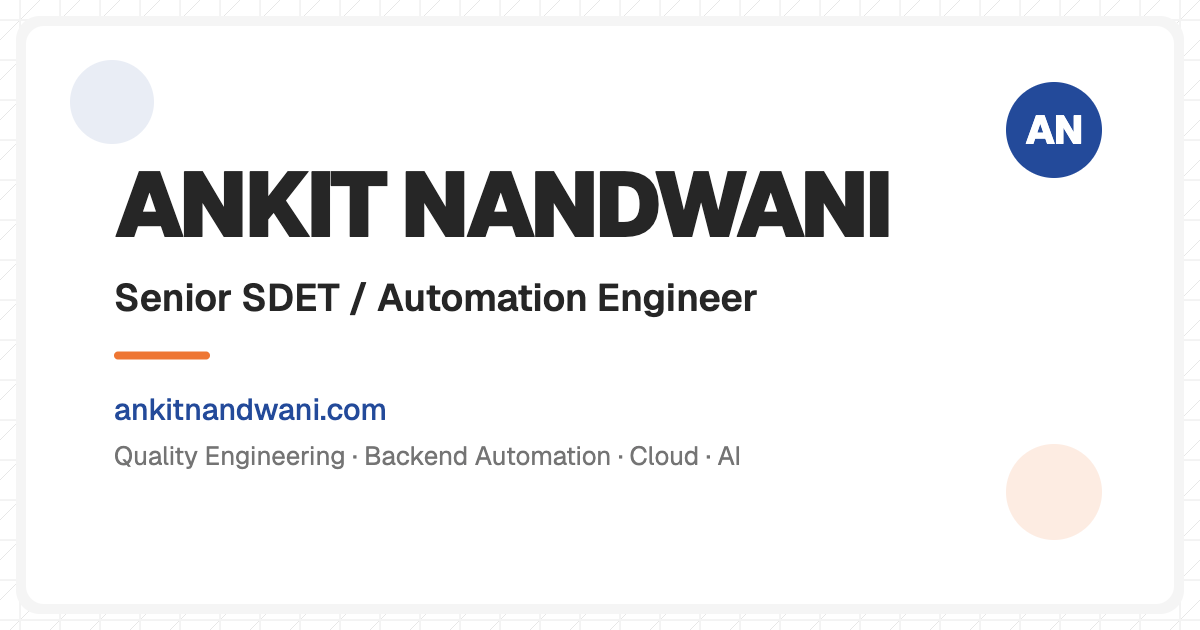 AN
ANKIT NANDWANI
Senior SDET / Automation Engineer
ankitnandwani.com
Quality Engineering · Backend Automation · Cloud · AI